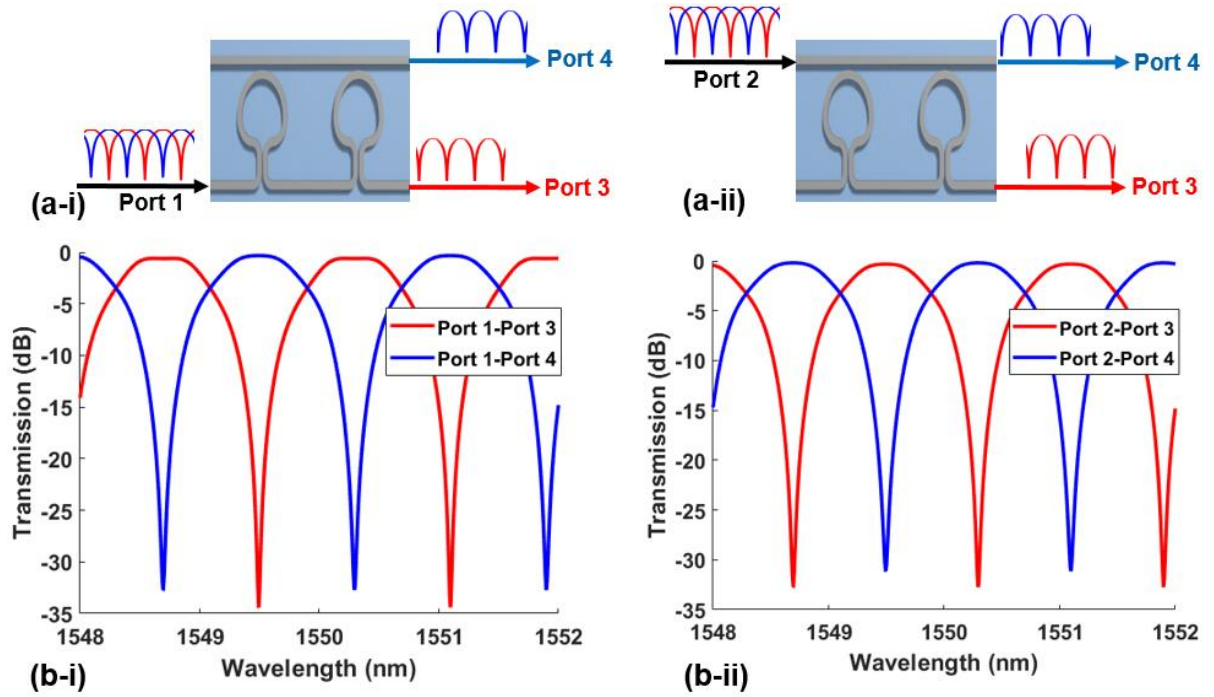 Port 4
Port 1
Port 3
(a-i)
Port 2
Port 4
Port 3
(a-ii)
0
-5
-10
-15
-20
-25
-30
-35
Transmission (dB)
Port 1-Port 3
Port 1-Port 4
1548
1549
1550
1551
1552
Wavelength (nm)
(b-i)
0
-5
-10
-15
-20
-25
-30
-35
Transmission (dB)
Port 2-Port 3
Port 2-Port 4
1548
1549
1550
1551
1552
Wavelength (nm)
(b-ii)